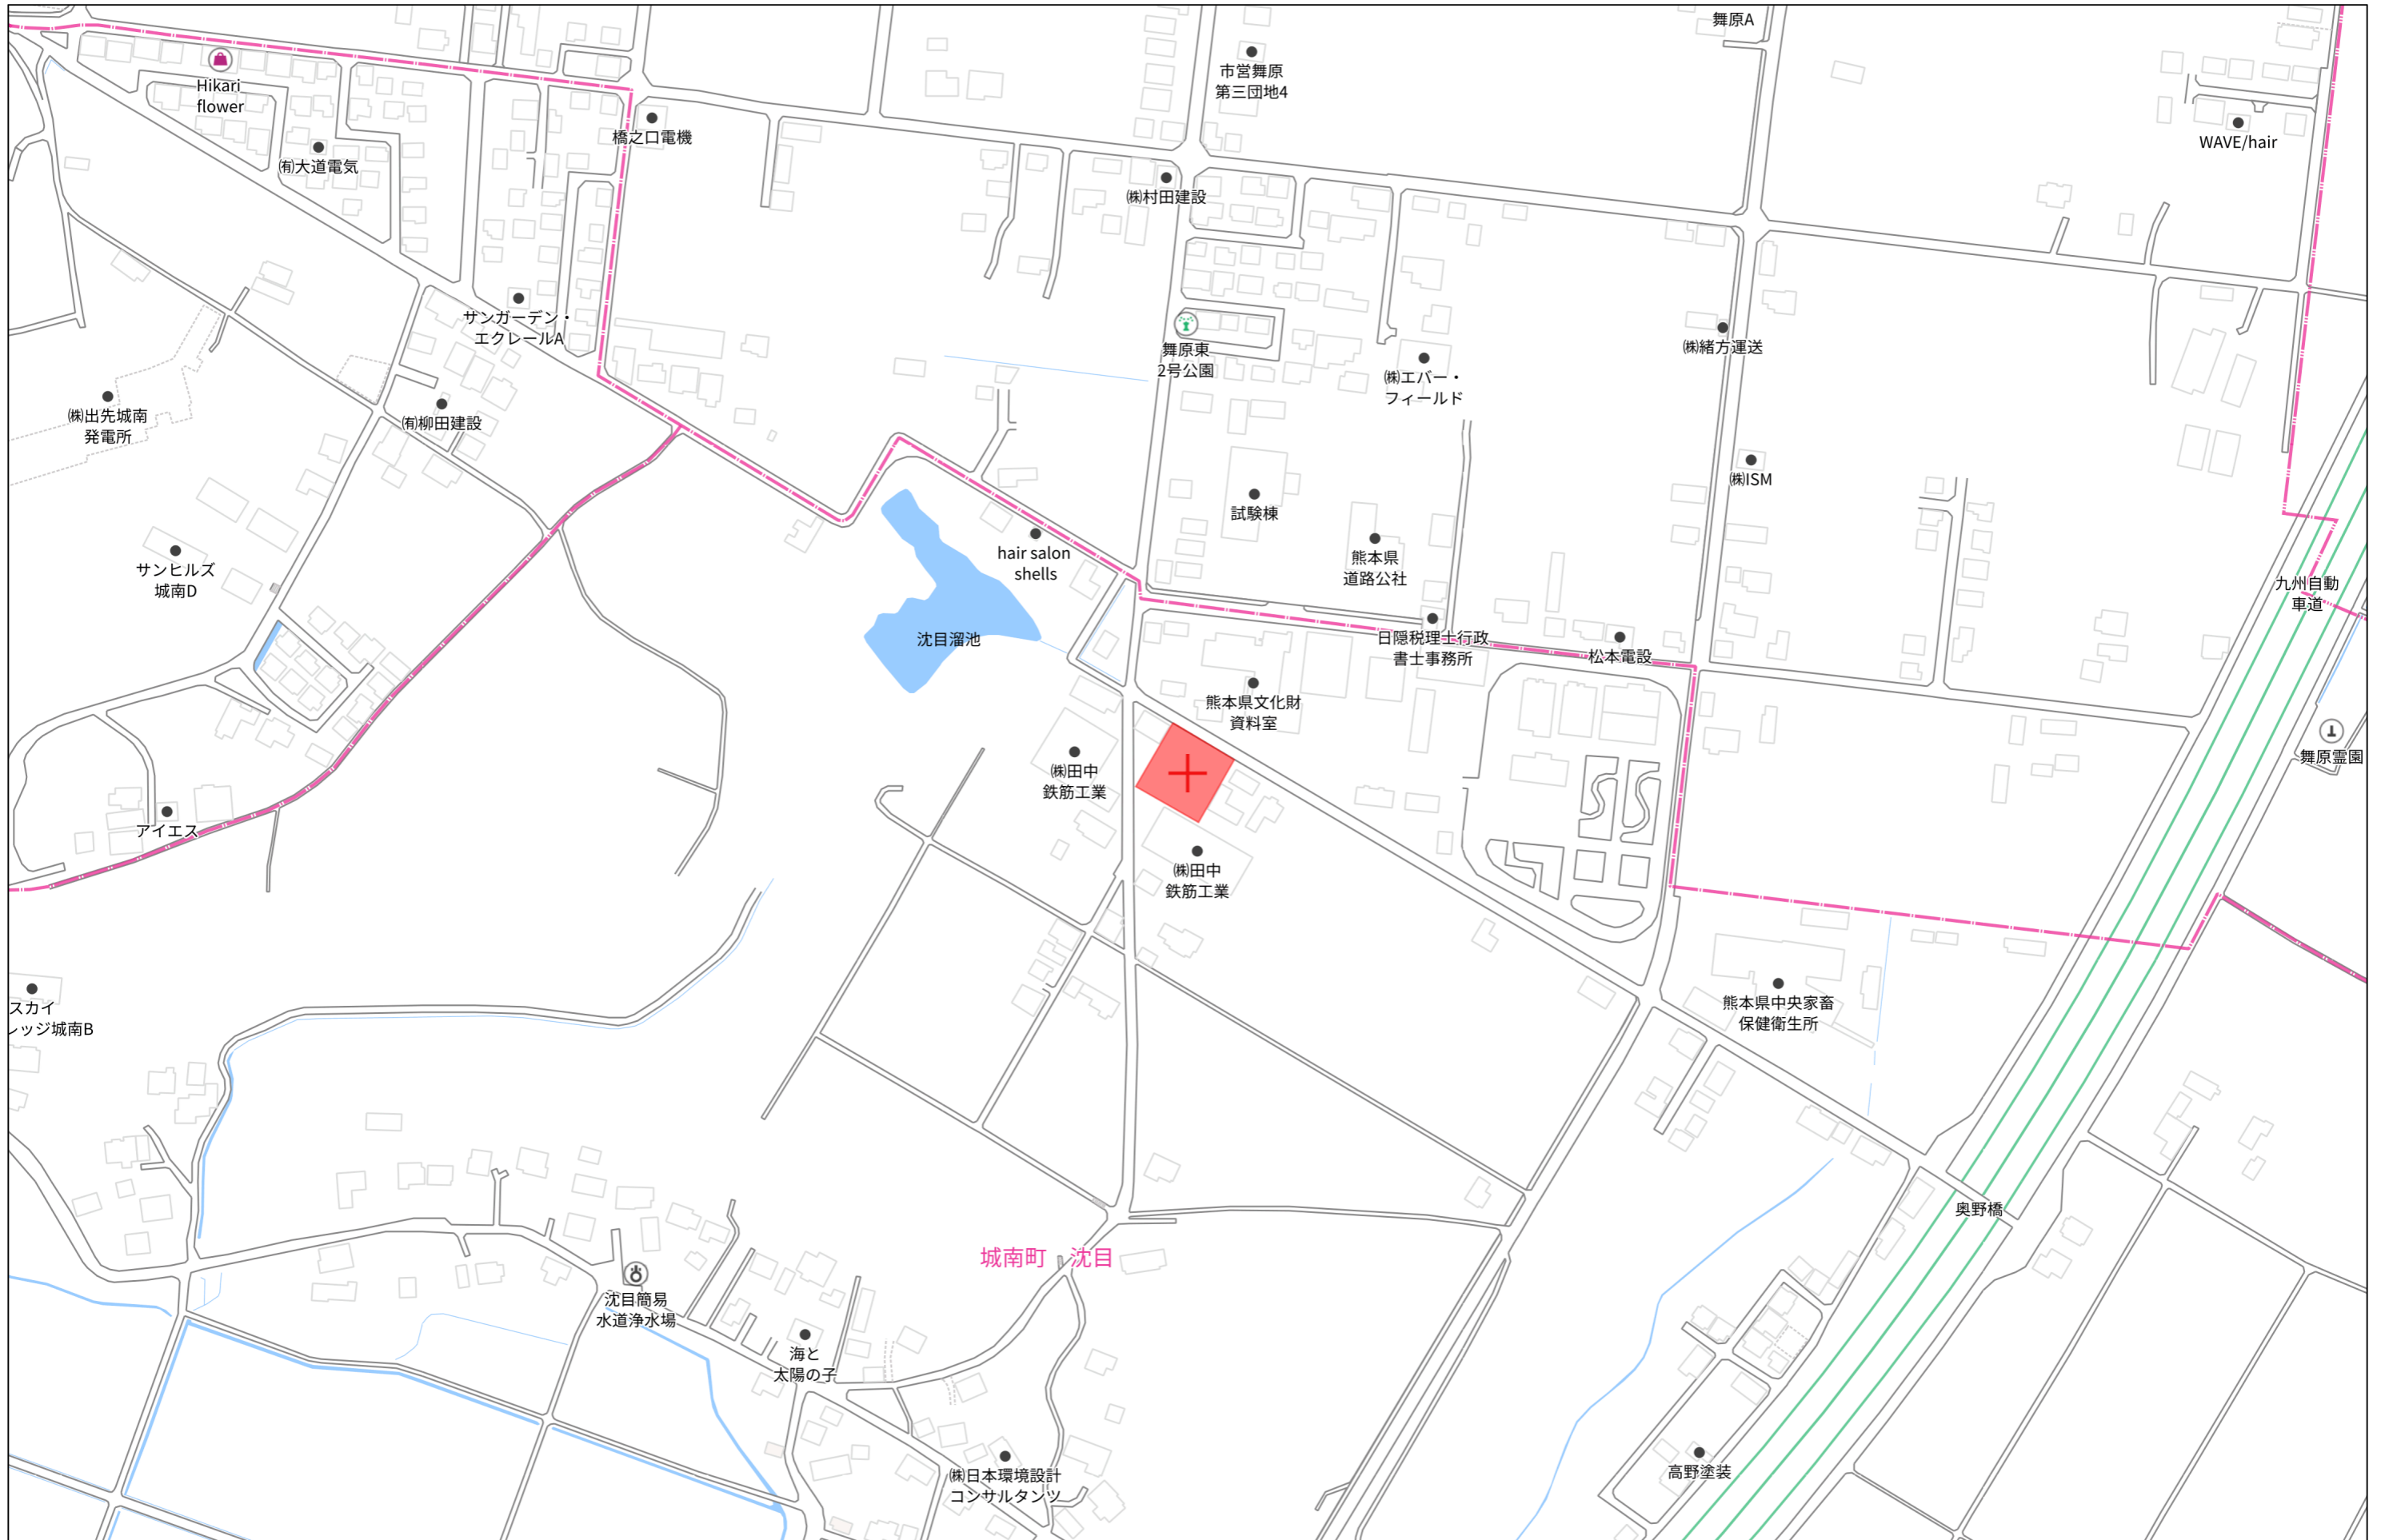 舞原A
市営舞原
第三団地4
Hikari
flower
橋之口電機
WAVE/hair
㈲大道電気
㈱村田建設
サンガーデン・
エクレールA
㈱緒方運送
舞原東
2号公園
㈱エバー・
フィールド
㈱出先城南
発電所
㈲柳田建設
㈱ISM
試験棟
hair salon
shells
熊本県
道路公社
サンヒルズ
城南D
九州自動
車道
沈目溜池
日隠税理士行政
書士事務所
松本電設
熊本県文化財
資料室
舞原霊園
㈱田中
鉄筋工業
アイエス
㈱田中
鉄筋工業
スカイ
レッジ城南B
熊本県中央家畜
保健衛生所
奥野橋
城南町 沈目
沈目簡易
水道浄水場
海と
太陽の子
㈱日本環境設計
コンサルタンツ
高野塗装